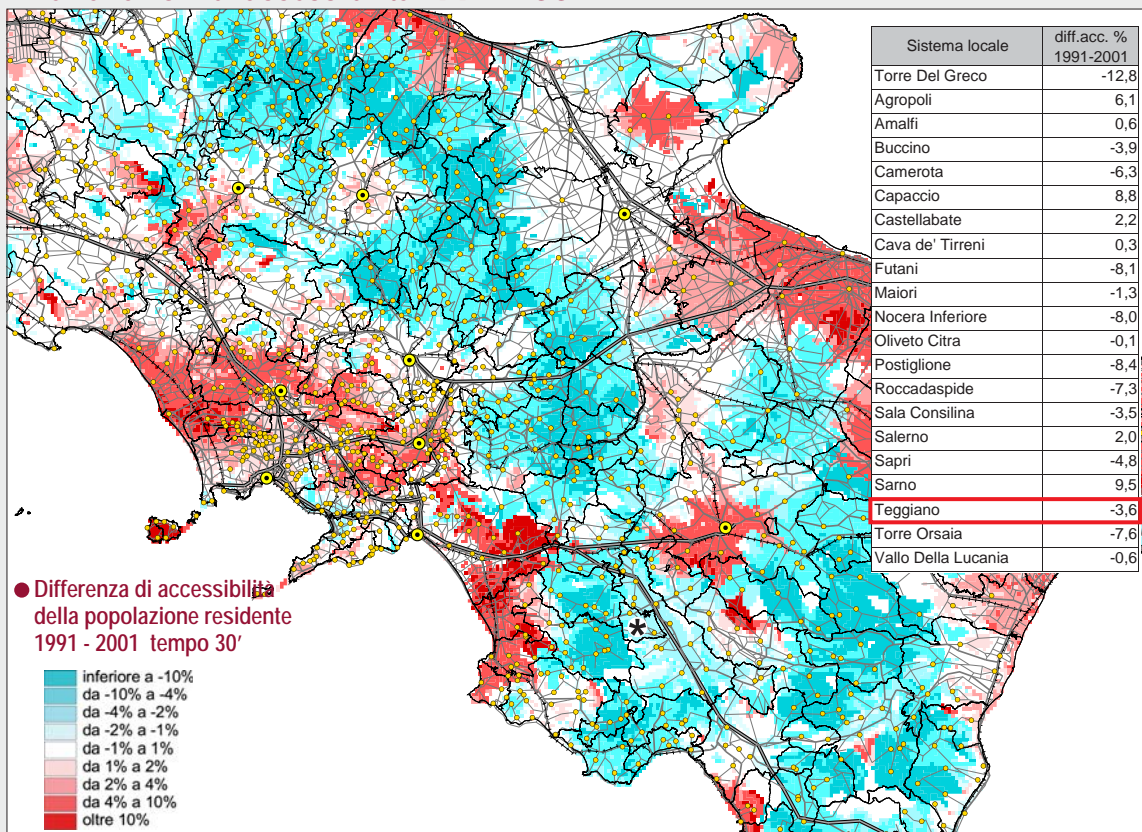 Sistema locale diff.acc. % 1991-2001
Torre Del Greco -12,8
Agropoli 6,1
Amalfi 0,6
Buccino -3,9
Camerota -6,3
Capaccio 8,8
Castellabate 2,2
Cava de' Tirreni 0,3
Futani -8,1
Maiori -1,3
Nocera Inferiore -8,0
Oliveto Citra -0,1
Postiglione -8,4
Roccadaspide -7,3
Sala Consilina -3,5
Salerno 2,0
Sapri -4,8
Sarno 9,5
Teggiano -3,6
Torre Orsaia -7,6
Vallo Della Lucania -0,6
*
● Differenza di accessibilità
della popolazione residente
1991 - 2001 tempo 30'
inferiore a -10%
da -10% a -4%
da -4% a -2%
da -2% a -1%
da -1% a 1%
da 1% a 2%
da 2% a 4%
da 4% a 10%
oltre 10%